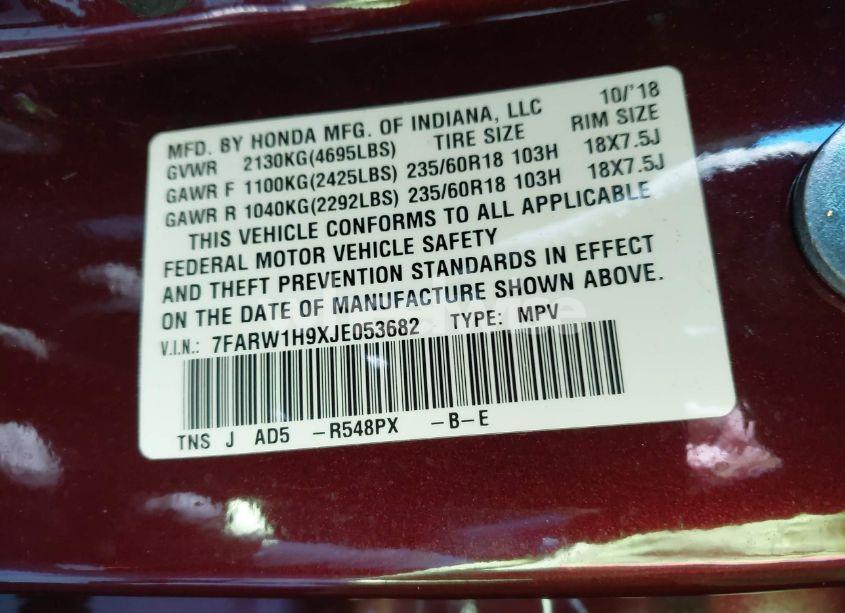 MFD. BY HONDA MFG. OF INDIANA, LLC 10/'18
GVWR 2130KG(4695LBS) TIRE SIZE RIM SIZE
GAWR F 1100KG(2425LBS) 235/60R18 103H 18X7.5J
GAWR R 1040KG(2292LBS) 235/60R18 103H 18X7.5J
THIS VEHICLE CONFORMS TO ALL APPLICABLE
FEDERAL MOTOR VEHICLE SAFETY
AND THEFT PREVENTION STANDARDS IN EFFECT
ON THE DATE OF MANUFACTURE SHOWN ABOVE.
V.I.N.: 7FARW1H9XJE053682 TYPE: MPV
TNS J AD5 -R548PX -B-E